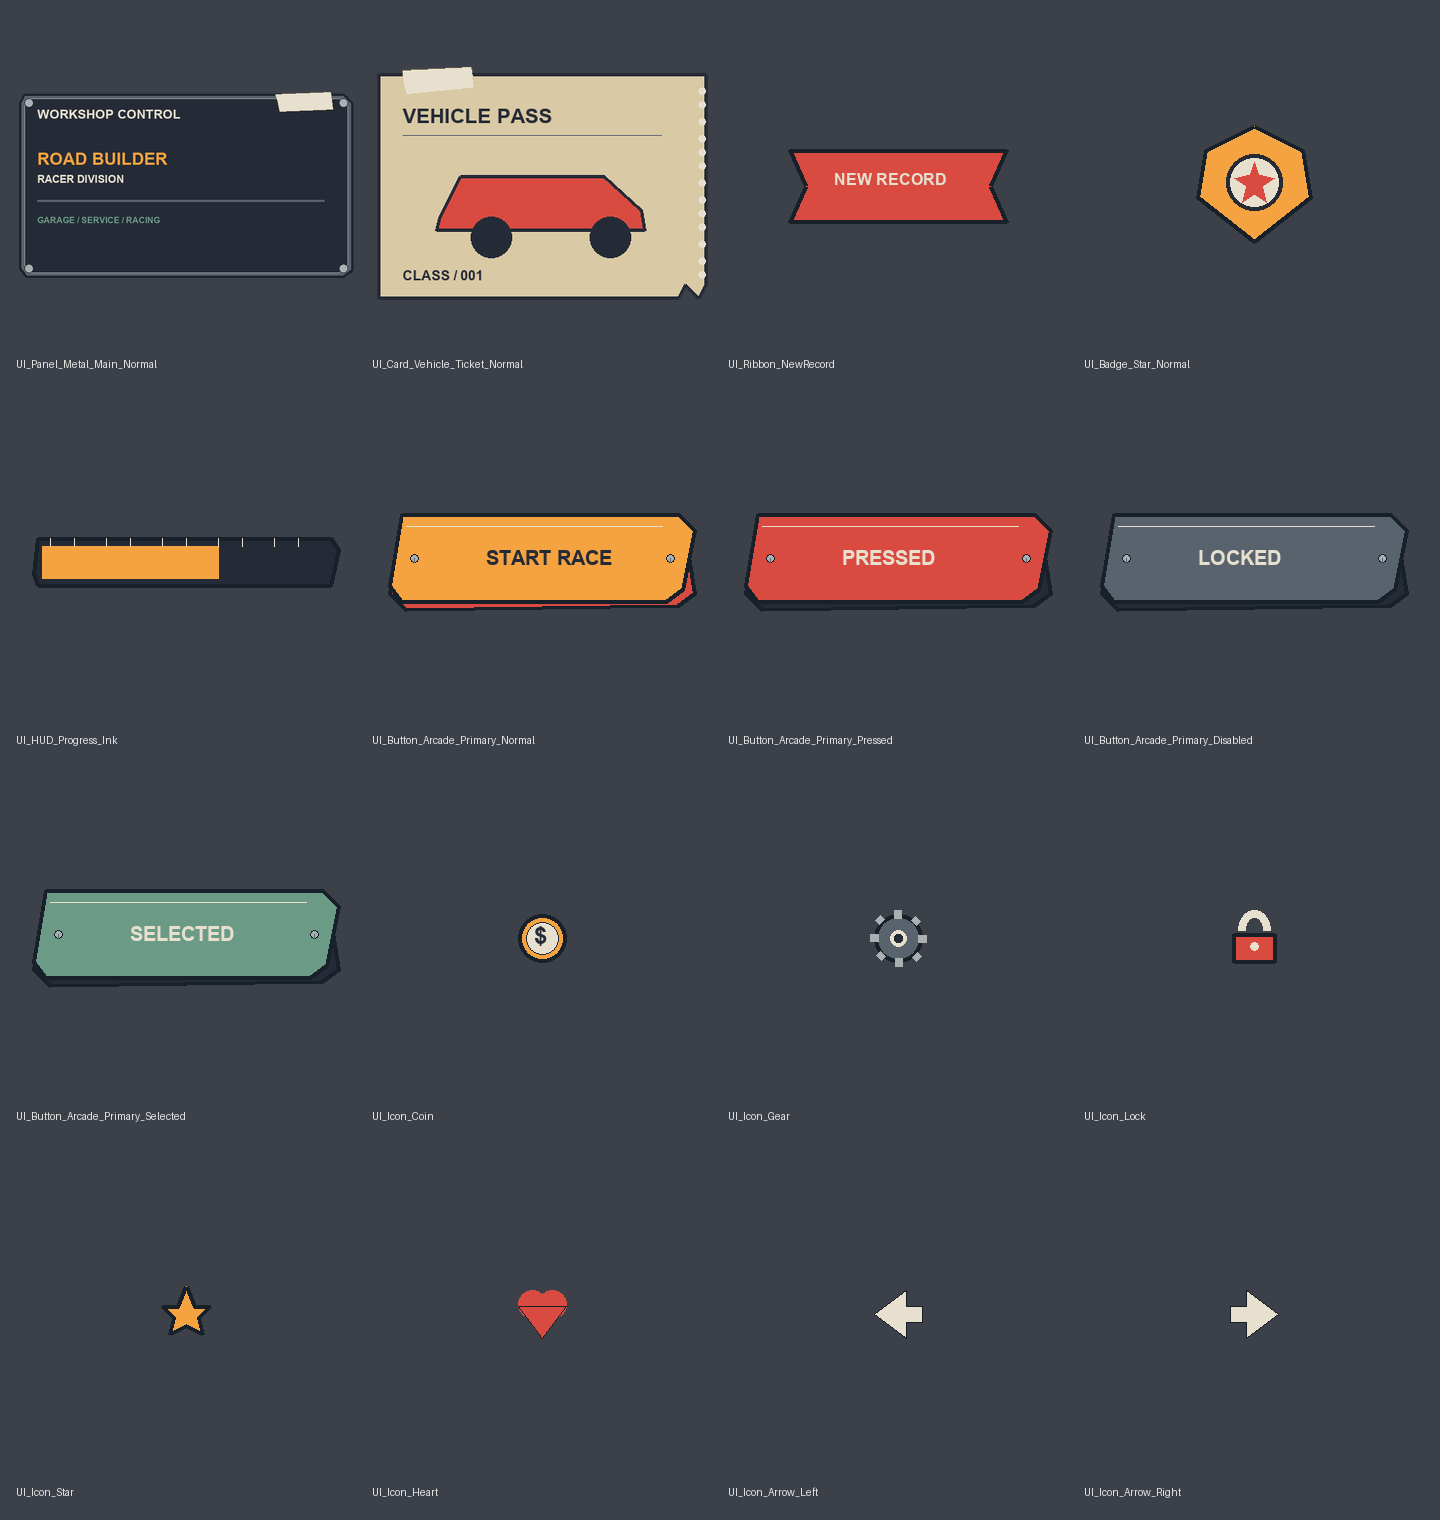 WORKSHOP CONTROL
ROAD BUILDER
RACER DIVISION
GARAGE / SERVICE / RACING
UI_Panel_Metal_Main_Normal
VEHICLE PASS
CLASS / 001
UI_Card_Vehicle_Ticket_Normal
NEW RECORD
UI_Ribbon_NewRecord
UI_Badge_Star_Normal
UI_HUD_Progress_Ink
START RACE
UI_Button_Arcade_Primary_Normal
PRESSED
UI_Button_Arcade_Primary_Pressed
LOCKED
UI_Button_Arcade_Primary_Disabled
SELECTED
UI_Button_Arcade_Primary_Selected
$
UI_Icon_Coin
UI_Icon_Gear
UI_Icon_Lock
UI_Icon_Star
UI_Icon_Heart
UI_Icon_Arrow_Left
UI_Icon_Arrow_Right